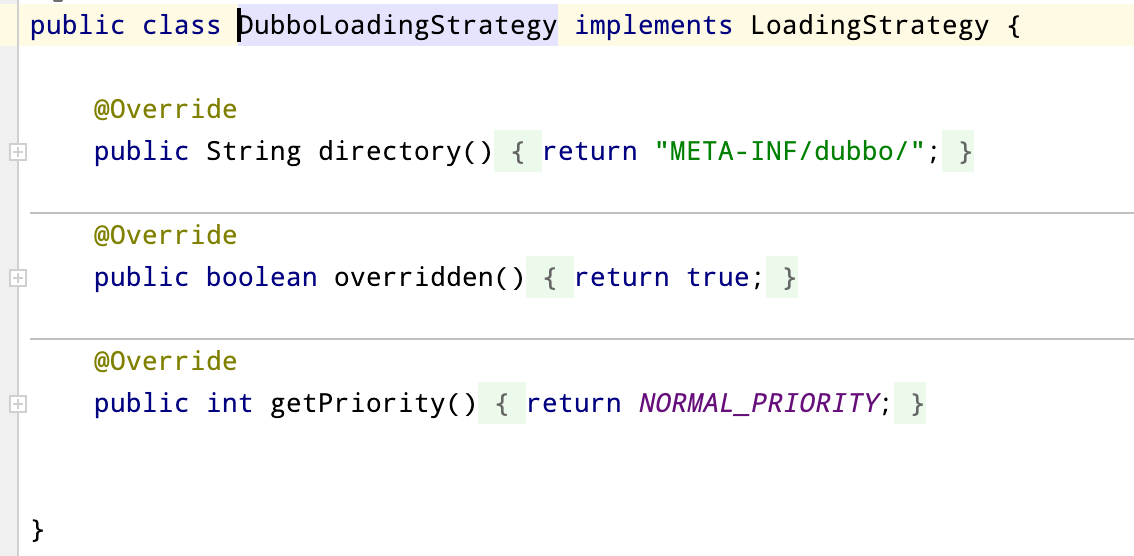 public class DubboLoadingStrategy implements LoadingStrategy {
@Override
public String directory() { return "META-INF/dubbo/"; }
@Override
public boolean overridden() { return true; }
@Override
public int getPriority() { return NORMAL_PRIORITY; }
}